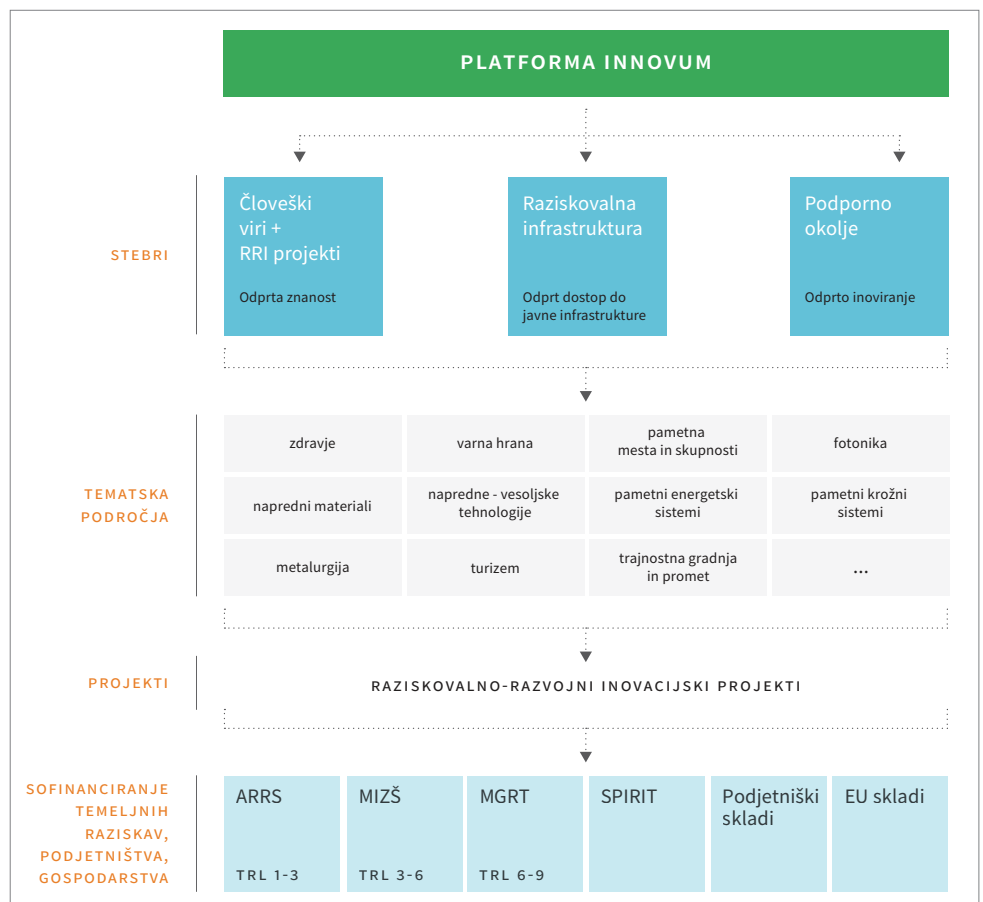 PLATFORMA INNOVUM
STEBRI
Človeški
viri +
RRI projekti
Odprta znanost
Raziskovalna
infrastruktura
Odprt dostop do
javne infrastrukture
Podporno
okolje
Odprto inoviranje
TEMATSKA
PODROČJA
zdravje
varna hrana
pametna
mesta in skupnosti
fotonika
napredni materiali
napredne - vesoljske
tehnologije
pametni energetski
sistemi
pametni krožni
sistemi
metalurgija
turizem
trajnostna gradnja
in promet
...
PROJEKTI
RAZISKOVALNO-RAZVOJNI INOVACIJSKI PROJEKTI
SOFINANCIRANJE
TEMELJNIH
RAZISKAV,
PODJETNIŠTVA,
GOSPODARSTVA
ARRS
TRL 1-3
MIZŠ
TRL 3-6
MGRT
TRL 6-9
SPIRIT
Podjetniški
skladi
EU skladi